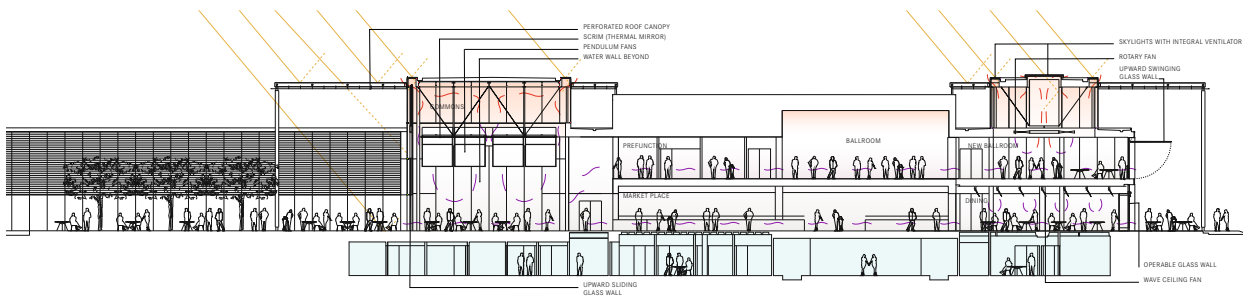 PERFORATED ROOF CANOPY
SCRIM (THERMAL MIRROR)
PENDULUM FANS
WATER WALL BEYOND
SKYLIGHTS WITH INTEGRAL VENTILATOR
ROTARY FAN
UPWARD SWINGING
GLASS WALL
COMMONS
PREFUNCTION
BALLROOM
NEW BALLROOM
MARKET PLACE
DINING
OPERABLE GLASS WALL
WAVE CEILING FAN
UPWARD SLIDING
GLASS WALL